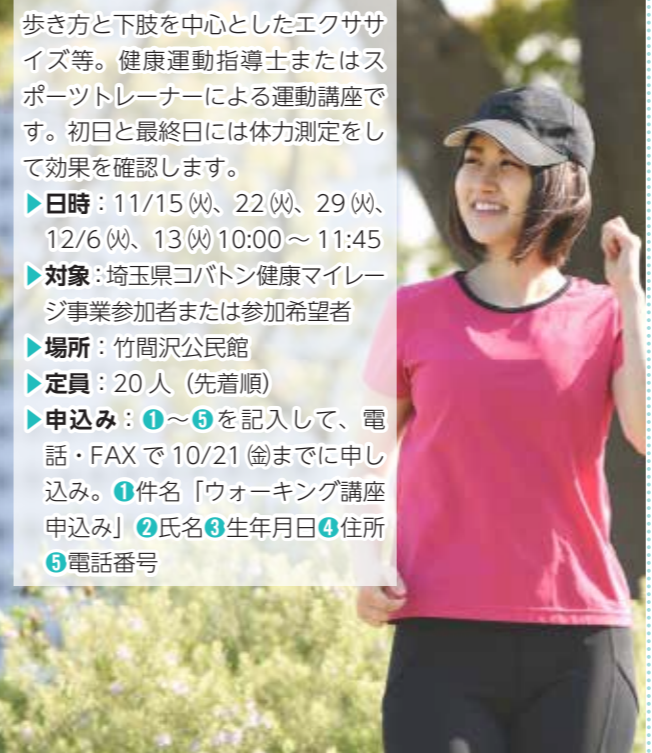 歩き方と下肢を中心としたエクササ
イズ等。健康運動指導士またはス
ポーツトレーナーによる運動講座で
す。初日と最終日には体力測定をし
て効果を確認します。
▶日時：11/15㈫、22㈫、29㈫、
12/6㈫、13㈫10:00～11:45
▶対象：埼玉県コバトン健康マイレー
ジ事業参加者または参加希望者
▶場所：竹間沢公民館
▶定員：20人（先着順）
▶申込み：❶～❺を記入して、電
話・FAXで10/21㈮までに申し
込み。❶件名「ウォーキング講座
申込み」❷氏名❸生年月日❹住所
❺電話番号